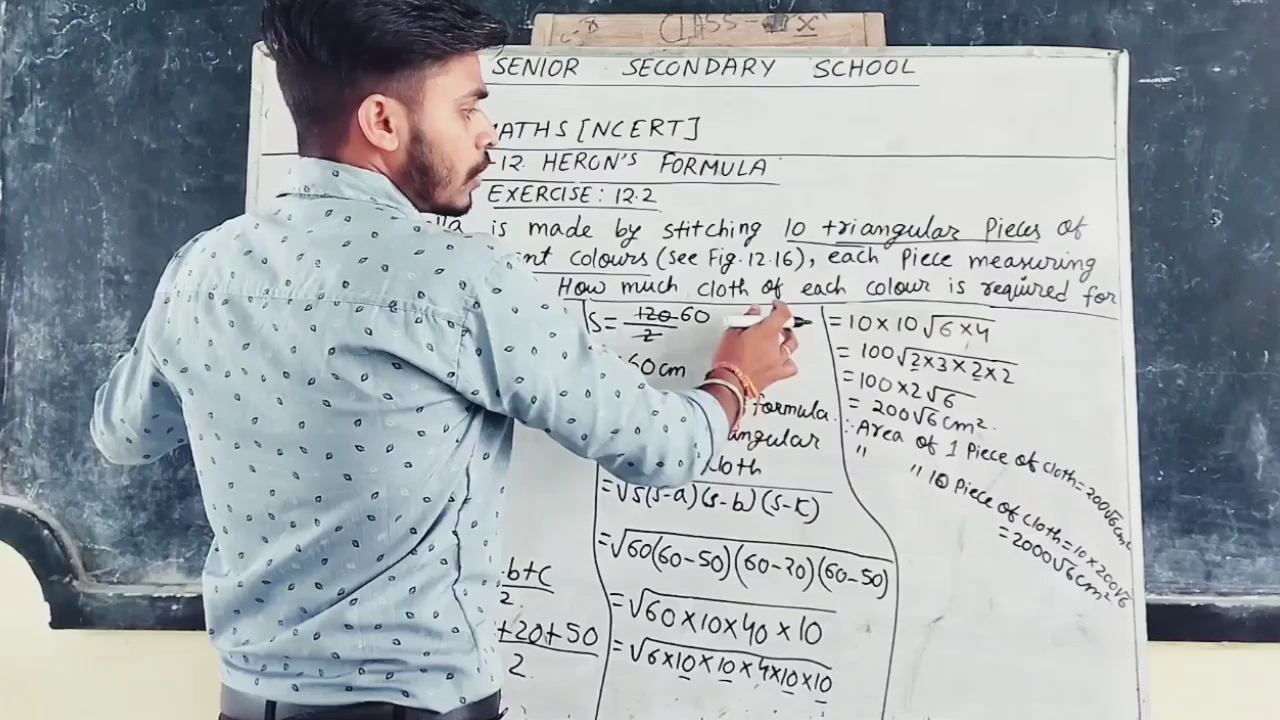 CLASS - IX
SENIOR SECONDARY SCHOOL
MATHS [NCERT]
-12. HERON'S FORMULA
EXERCISE: 12.2
is made by stitching 10 triangular Pieces of
colours (see Fig. 12.16), each Piece measuring
How much cloth of each colour is required for
b+c
2
+20+50
2
S = 120 60
2
60 cm
formula.
cloth
= √s(s-a)(s-b)(s-c)
= √60(60-50)(60-20)(60-50)
= √60×10×40×10
= √6×10×10×4×10×10
= 10×10√6×4
= 100√2×3×2×2
= 100×2√6
= 200√6 cm².
∴ Area of 1 Piece of cloth = 200√6 cm²
" " 10 Piece of cloth = 10×200√6
= 2000√6 cm²